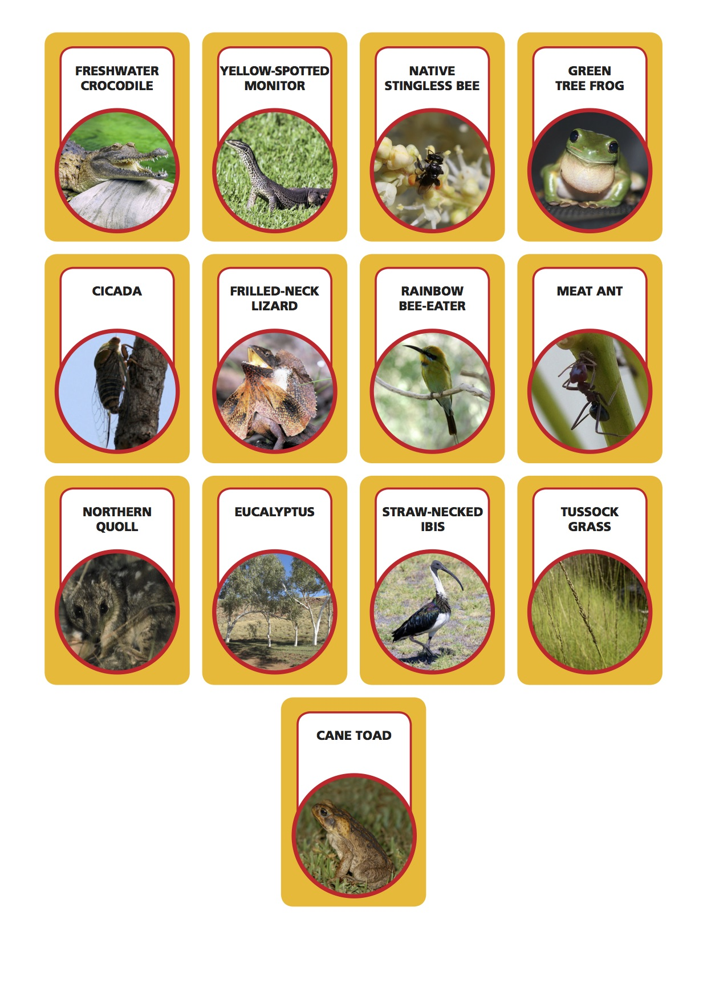 FRESHWATER
CROCODILE
YELLOW-SPOTTED
MONITOR
NATIVE
STINGLESS BEE
GREEN
TREE FROG
CICADA
FRILLED-NECK
LIZARD
RAINBOW
BEE-EATER
MEAT ANT
NORTHERN
QUOLL
EUCALYPTUS
STRAW-NECKED
IBIS
TUSSOCK
GRASS
CANE TOAD